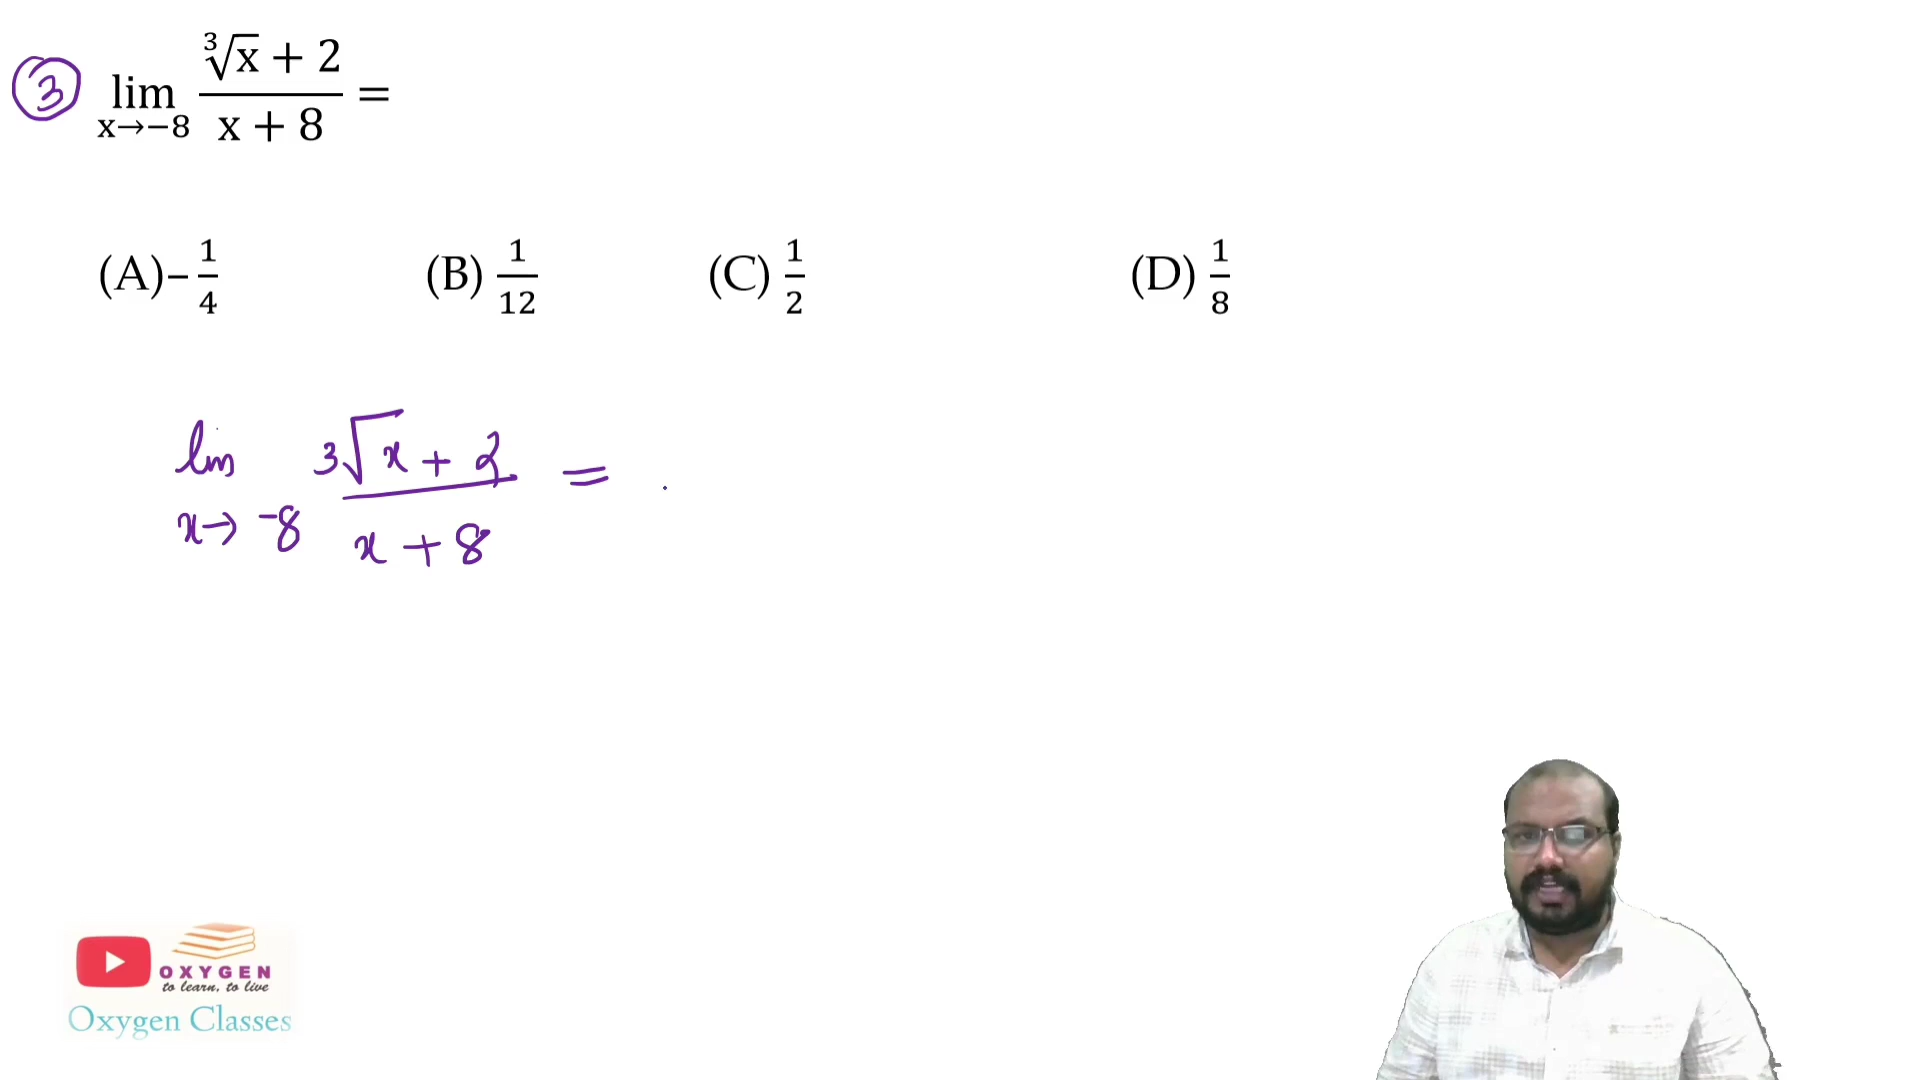 ③ lim x→−8 (∛x + 2)/(x + 8) =
(A) −1/4 (B) 1/12 (C) 1/2 (D) 1/8
lim x→ -8 (3√x + 2)/(x + 8) =
OXYGEN
to learn, to live
Oxygen Classes